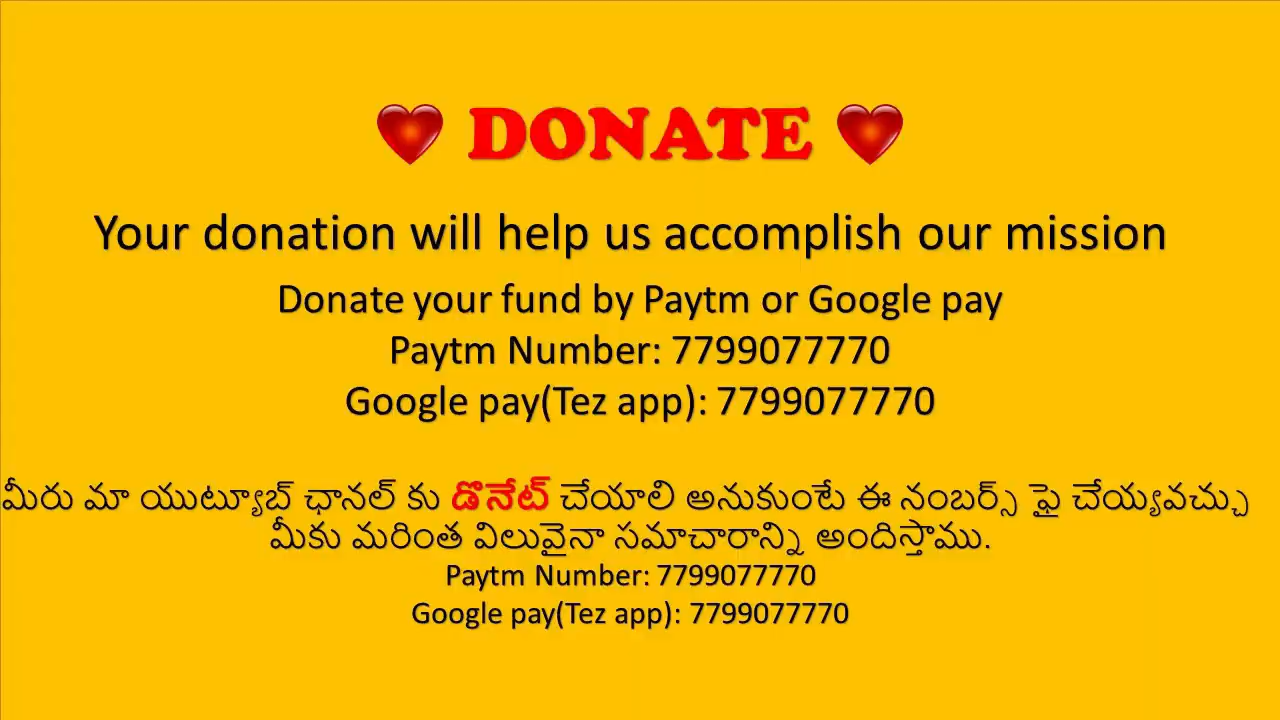 DONATE
Your donation will help us accomplish our mission
Donate your fund by Paytm or Google pay
Paytm Number: 7799077770
Google pay(Tez app): 7799077770
మీరు మా యుట్యూబ్ ఛానల్ కు డొనేట్ చేయాలి అనుకుంటే ఈ నంబర్స్ ఫై చేయ్యవచ్చు
మీకు మరింత విలువైనా సమాచారాన్ని అందిస్తాము.
Paytm Number: 7799077770
Google pay(Tez app): 7799077770